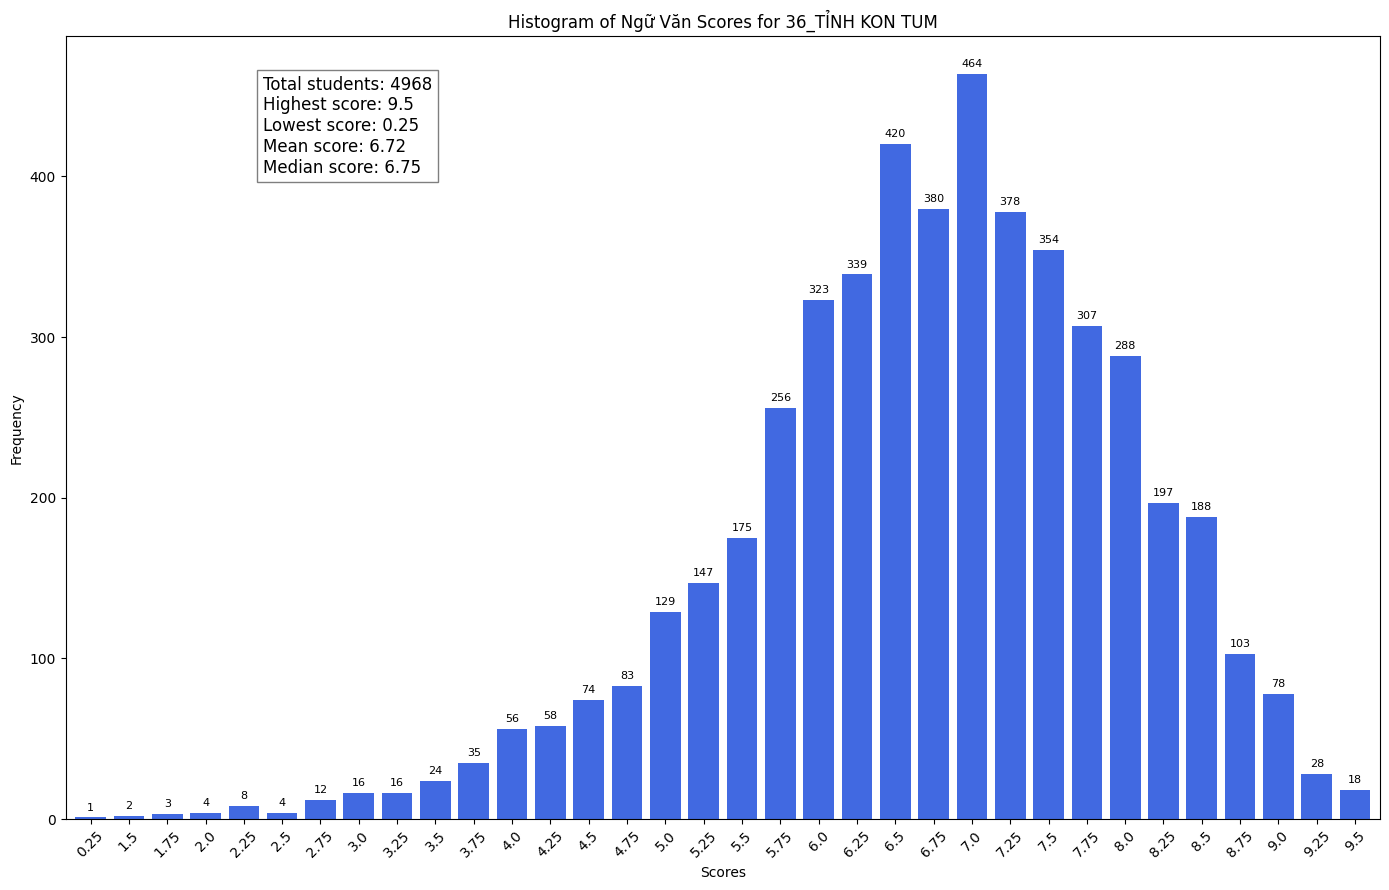 Histogram of Ngữ Văn Scores for 36_TỈNH KON TUM
Total students: 4968
Highest score: 9.5
Lowest score: 0.25
Mean score: 6.72
Median score: 6.75
Frequency
400
300
200
100
0
1 2 3 4 8 4 12 16 16 24 35 56 58 74 83 129 147 175 256 323 339 420 380 464 378 354 307 288 197 188 103 78 28 18
0.25 1.5 1.75 2.0 2.25 2.5 2.75 3.0 3.25 3.5 3.75 4.0 4.25 4.5 4.75 5.0 5.25 5.5 5.75 6.0 6.25 6.5 6.75 7.0 7.25 7.5 7.75 8.0 8.25 8.5 8.75 9.0 9.25 9.5
Scores